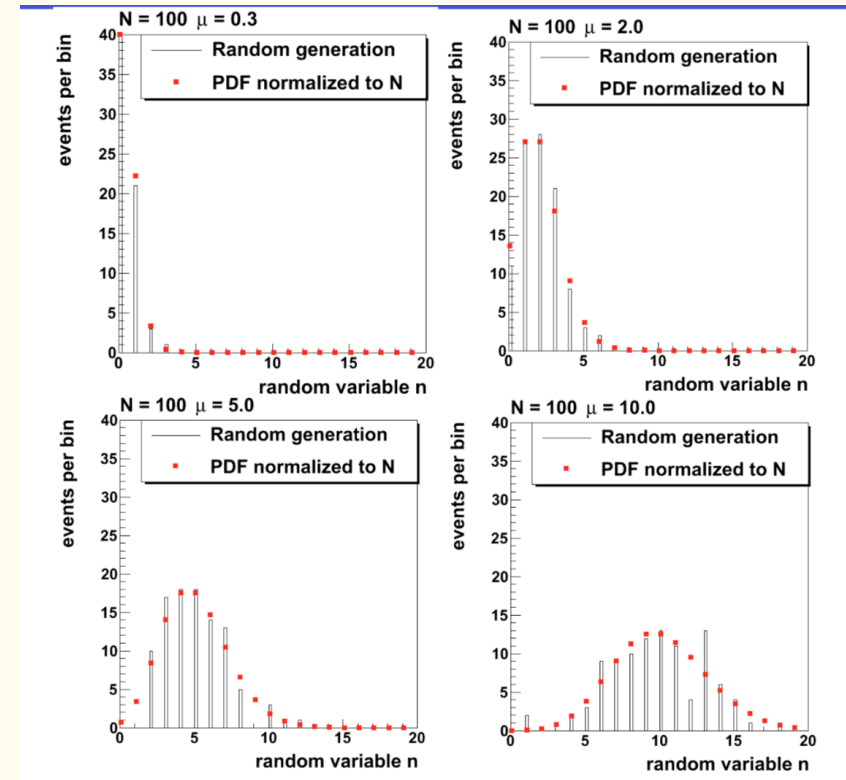 N = 100 μ = 0.3
events per bin
40
35
30
25
20
15
10
5
0
Random generation
PDF normalized to N
0 5 10 15 20
random variable n
N = 100 μ = 2.0
events per bin
40
35
30
25
20
15
10
5
0
Random generation
PDF normalized to N
0 5 10 15 20
random variable n
N = 100 μ = 5.0
events per bin
40
35
30
25
20
15
10
5
0
Random generation
PDF normalized to N
0 5 10 15 20
random variable n
N = 100 μ = 10.0
events per bin
40
35
30
25
20
15
10
5
0
Random generation
PDF normalized to N
0 5 10 15 20
random variable n